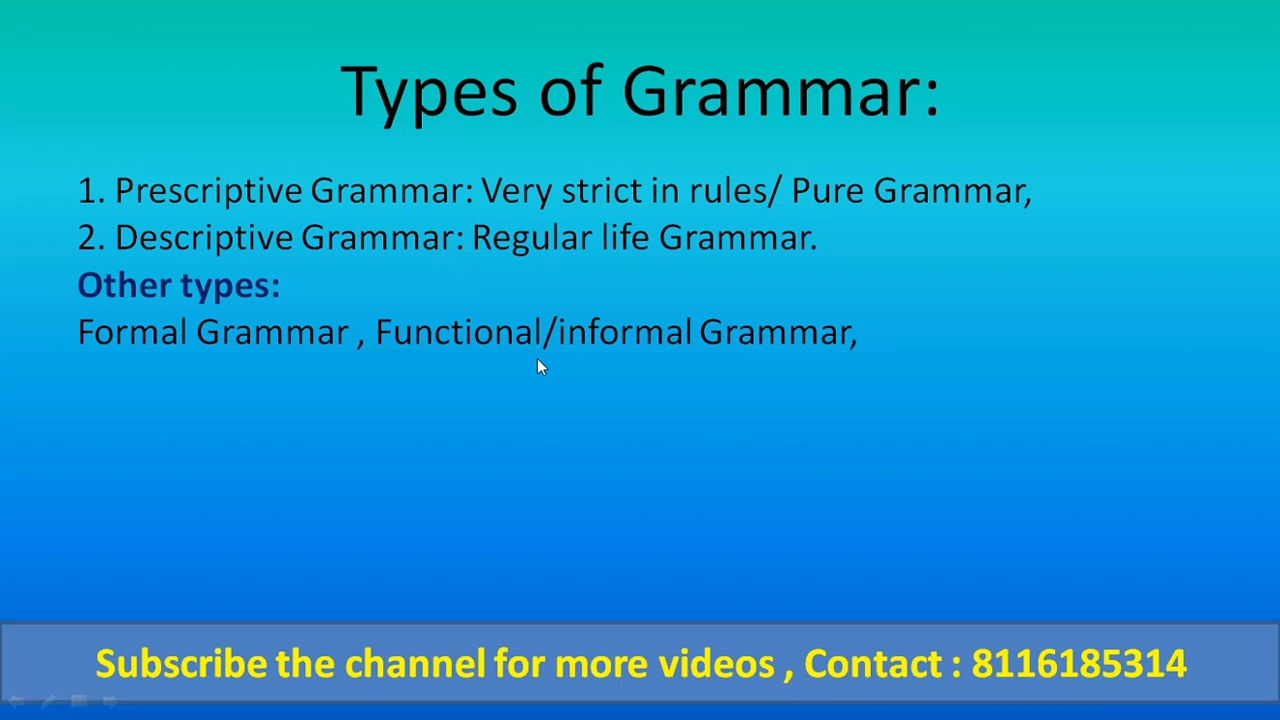 Types of Grammar:
1. Prescriptive Grammar: Very strict in rules/ Pure Grammar,
2. Descriptive Grammar: Regular life Grammar.
Other types:
Formal Grammar , Functional/informal Grammar,
Subscribe the channel for more videos , Contact : 8116185314